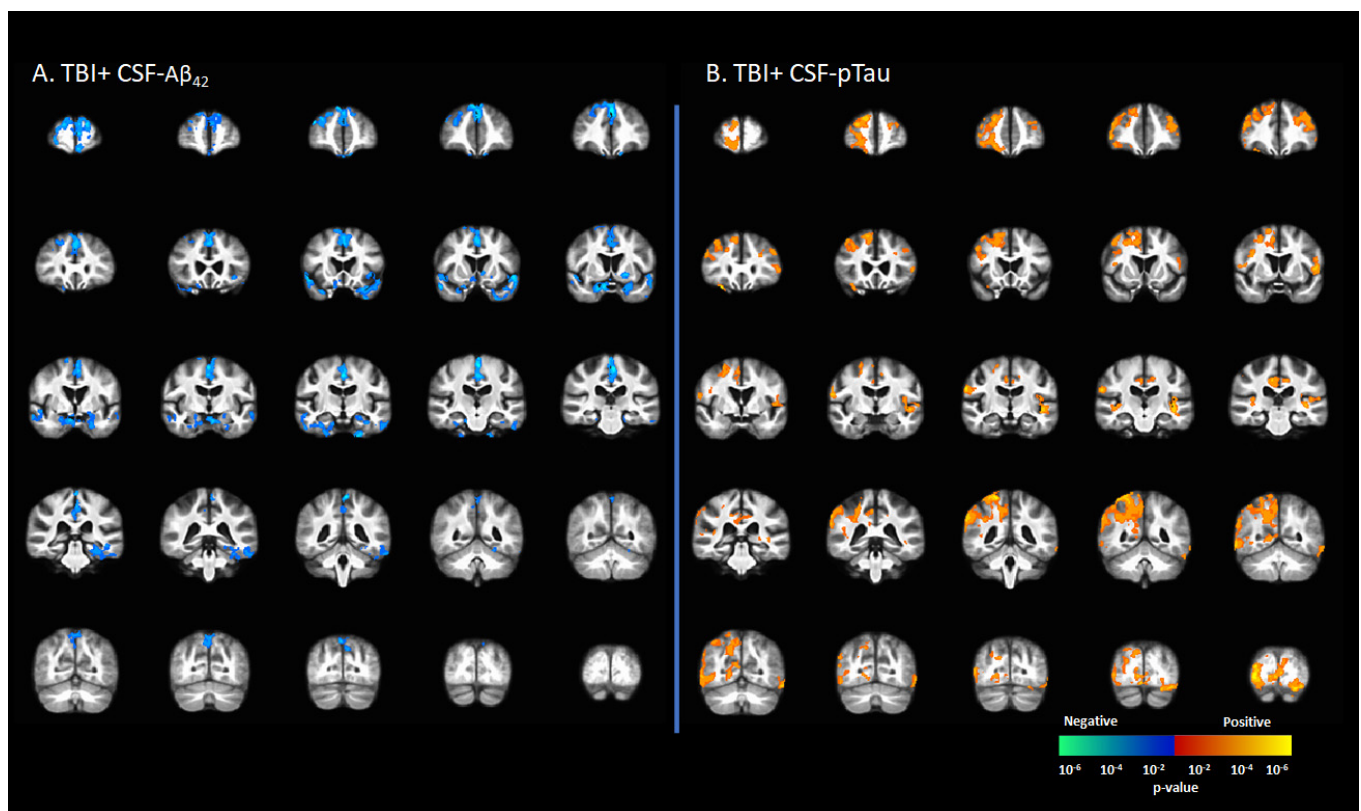 A. TBI+ CSF-Aβ₄₂
B. TBI+ CSF-pTau
Negative Positive
10⁻⁶ 10⁻⁴ 10⁻² 10⁻² 10⁻⁴ 10⁻⁶
p-value